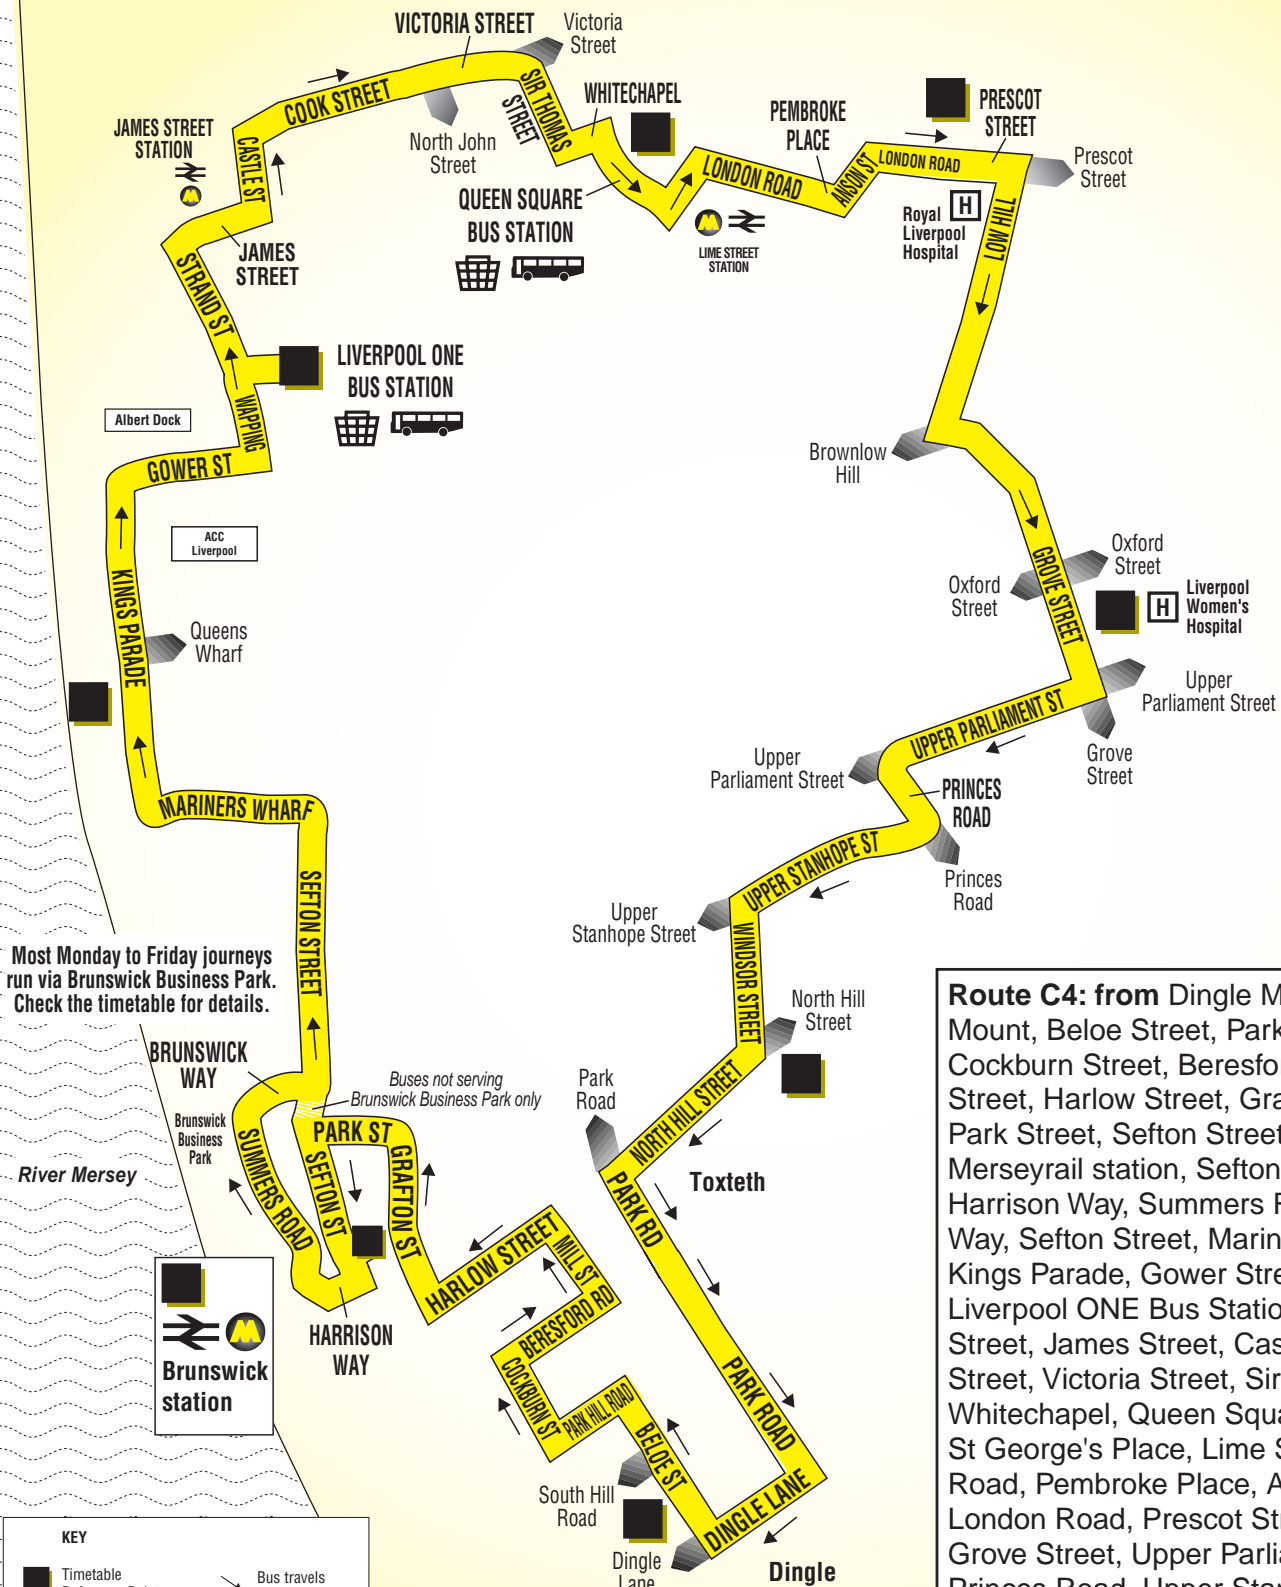 VICTORIA STREET
Victoria
Street
COOK STREET
SIR THOMAS
STREET
WHITECHAPEL
North John
Street
JAMES STREET
STATION
CASTLE ST
JAMES
STREET
STRAND ST
QUEEN SQUARE
BUS STATION
LONDON ROAD
LIME STREET
STATION
PEMBROKE
PLACE
ANSON ST
LONDON ROAD
PRESCOT
STREET
Prescot
Street
H
Royal
Liverpool
Hospital
LOW HILL
LIVERPOOL ONE
BUS STATION
WAPPING
Albert Dock
GOWER ST
ACC
Liverpool
KINGS PARADE
Queens
Wharf
Brownlow
Hill
GROVE STREET
Oxford
Street
Oxford
Street
H
Liverpool
Women's
Hospital
Upper
Parliament Street
Grove
Street
UPPER PARLIAMENT ST
Upper
Parliament Street
PRINCES
ROAD
Princes
Road
UPPER STANHOPE ST
Upper
Stanhope Street
WINDSOR STREET
North Hill
Street
NORTH HILL STREET
Park
Road
Toxteth
PARK RD
PARK ROAD
MARINERS WHARF
SEFTON STREET
Most Monday to Friday journeys
run via Brunswick Business Park.
Check the timetable for details.
BRUNSWICK
WAY
Buses not serving
Brunswick Business Park only
Brunswick
Business
Park
SUMMERS ROAD
PARK ST
SEFTON ST
GRAFTON ST
River Mersey
HARRISON
WAY
Brunswick
station
HARLOW STREET
MILL ST
BERESFORD RD
COCKBURN ST
PARK HILL ROAD
BELOE ST
South Hill
Road
DINGLE LANE
Dingle
Lane
Dingle
KEY
Timetable
Bus travels
Route C4: from Dingle M
Mount, Beloe Street, Park
Cockburn Street, Beresfo
Street, Harlow Street, Gra
Park Street, Sefton Street
Merseyrail station, Sefton
Harrison Way, Summers
Way, Sefton Street, Marin
Kings Parade, Gower Stre
Liverpool ONE Bus Statio
Street, James Street, Cas
Street, Victoria Street, Sir
Whitechapel, Queen Squa
St George's Place, Lime S
Road, Pembroke Place, A
London Road, Prescot Str
Grove Street, Upper Parlia
Princes Road, Upper Stan